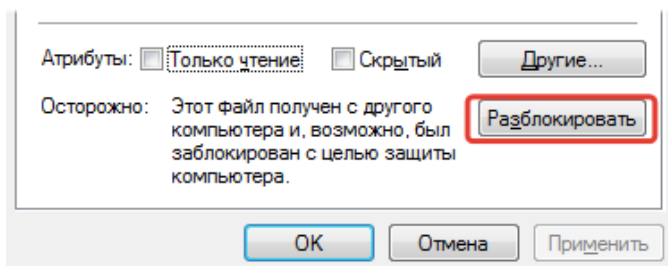 Атрибуты: Только чтение Скрытый Другие...
Осторожно: Этот файл получен с другого
компьютера и, возможно, был
заблокирован с целью защиты
компьютера.
Разблокировать
OK Отмена Применить